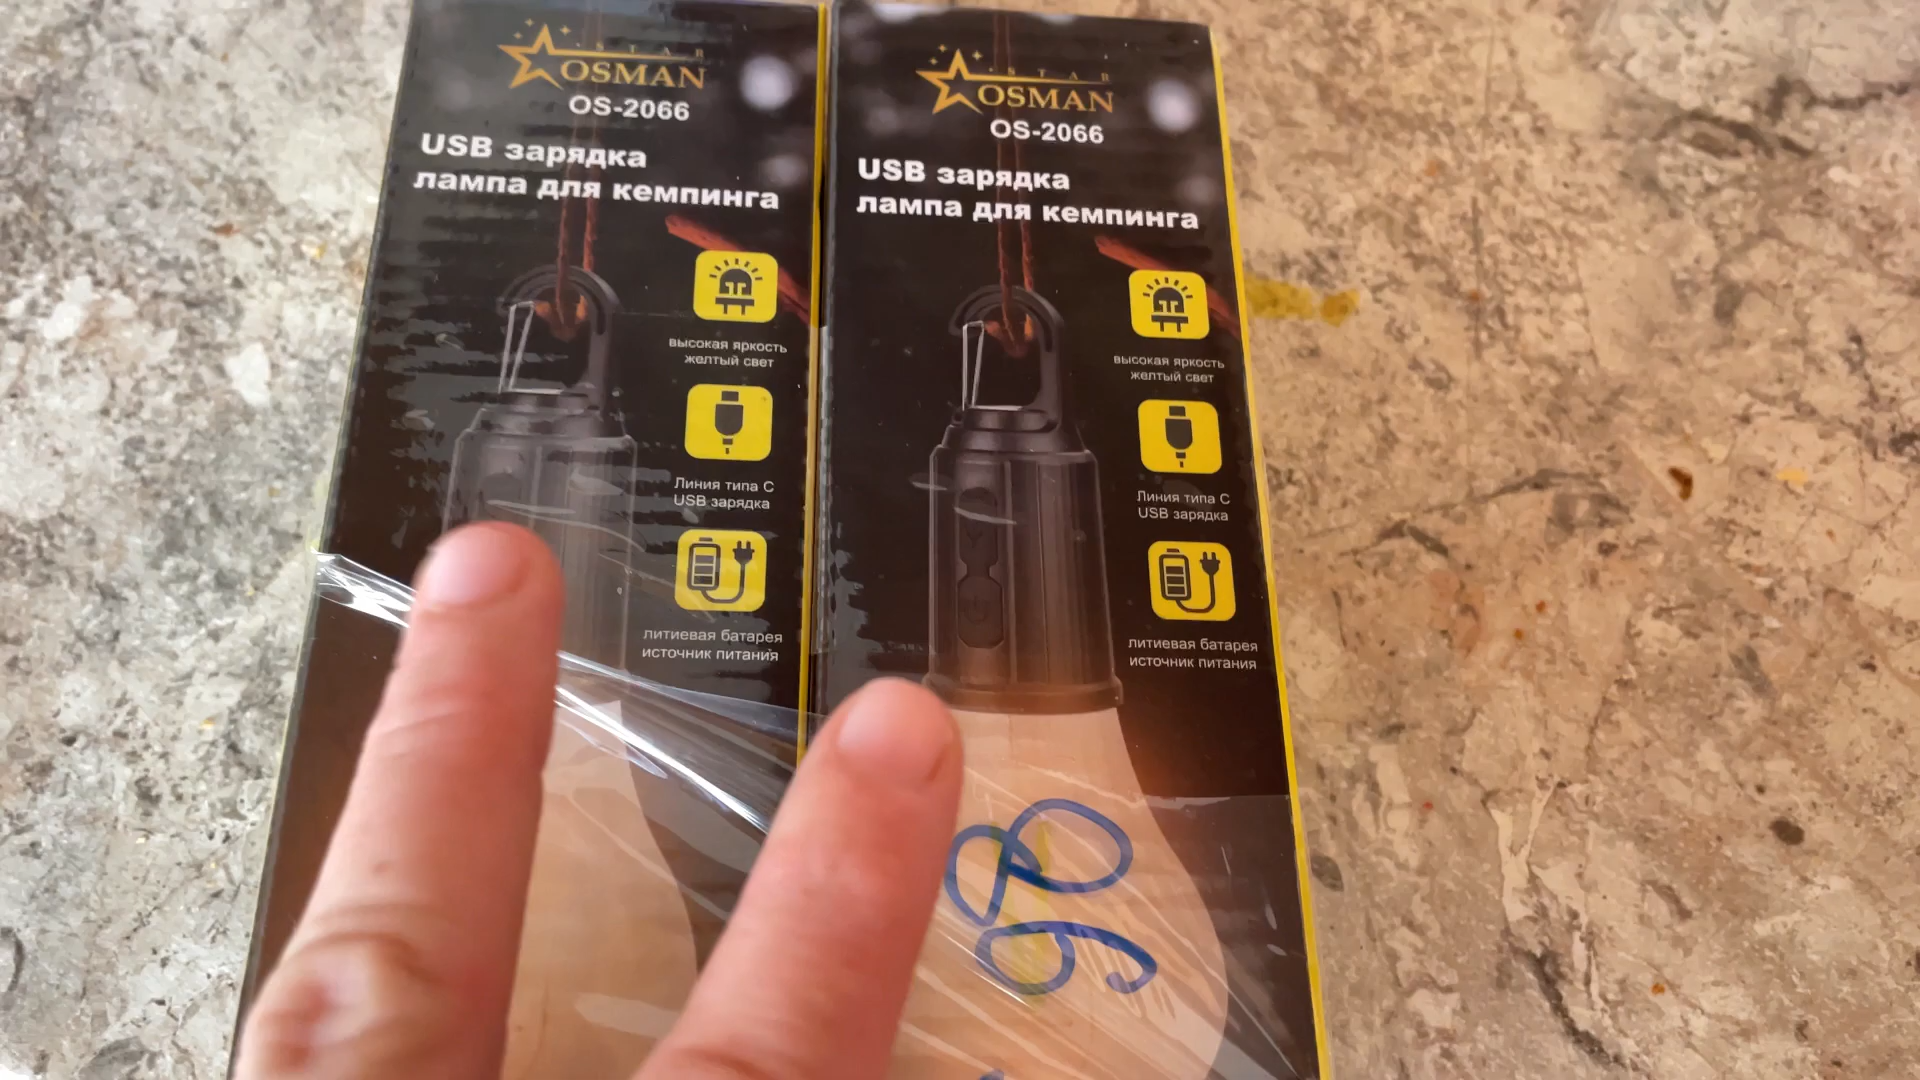 STAR
OSMAN
OS-2066
USB зарядка
лампа для кемпинга
высокая яркость
желтый свет
Линия типа C
USB зарядка
литиевая батарея
источник питания
STAR
OSMAN
OS-2066
USB зарядка
лампа для кемпинга
высокая яркость
желтый свет
Линия типа C
USB зарядка
литиевая батарея
источник питания